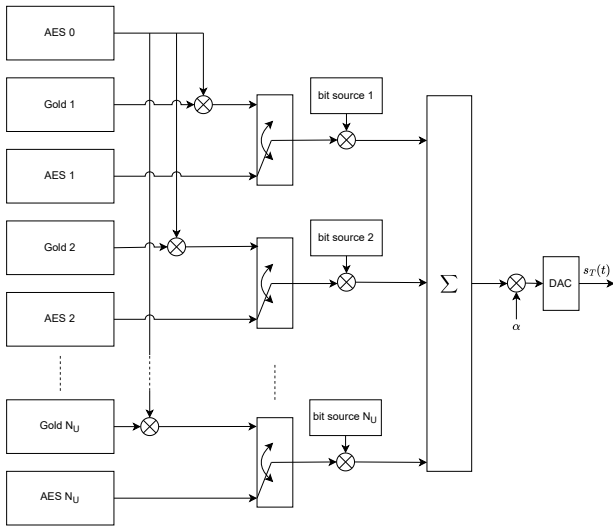 AES 0
Gold 1
bit source 1
AES 1
Gold 2
bit source 2
AES 2
∑
DAC
s_T(t)
α
Gold N_U
bit source N_U
AES N_U